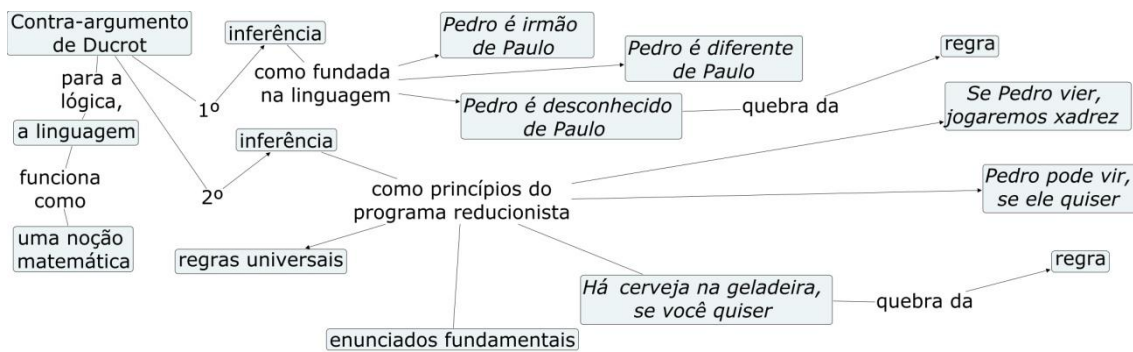 Contra-argumento
de Ducrot
para a
lógica,
a linguagem
funciona
como
uma noção
matemática
1º
inferência
como fundada
na linguagem
Pedro é irmão
de Paulo
Pedro é diferente
de Paulo
Pedro é desconhecido
de Paulo
quebra da
regra
2º
inferência
como princípios do
programa reducionista
Se Pedro vier,
jogaremos xadrez
Pedro pode vir,
se ele quiser
regras universais
enunciados fundamentais
Há cerveja na geladeira,
se você quiser
quebra da
regra